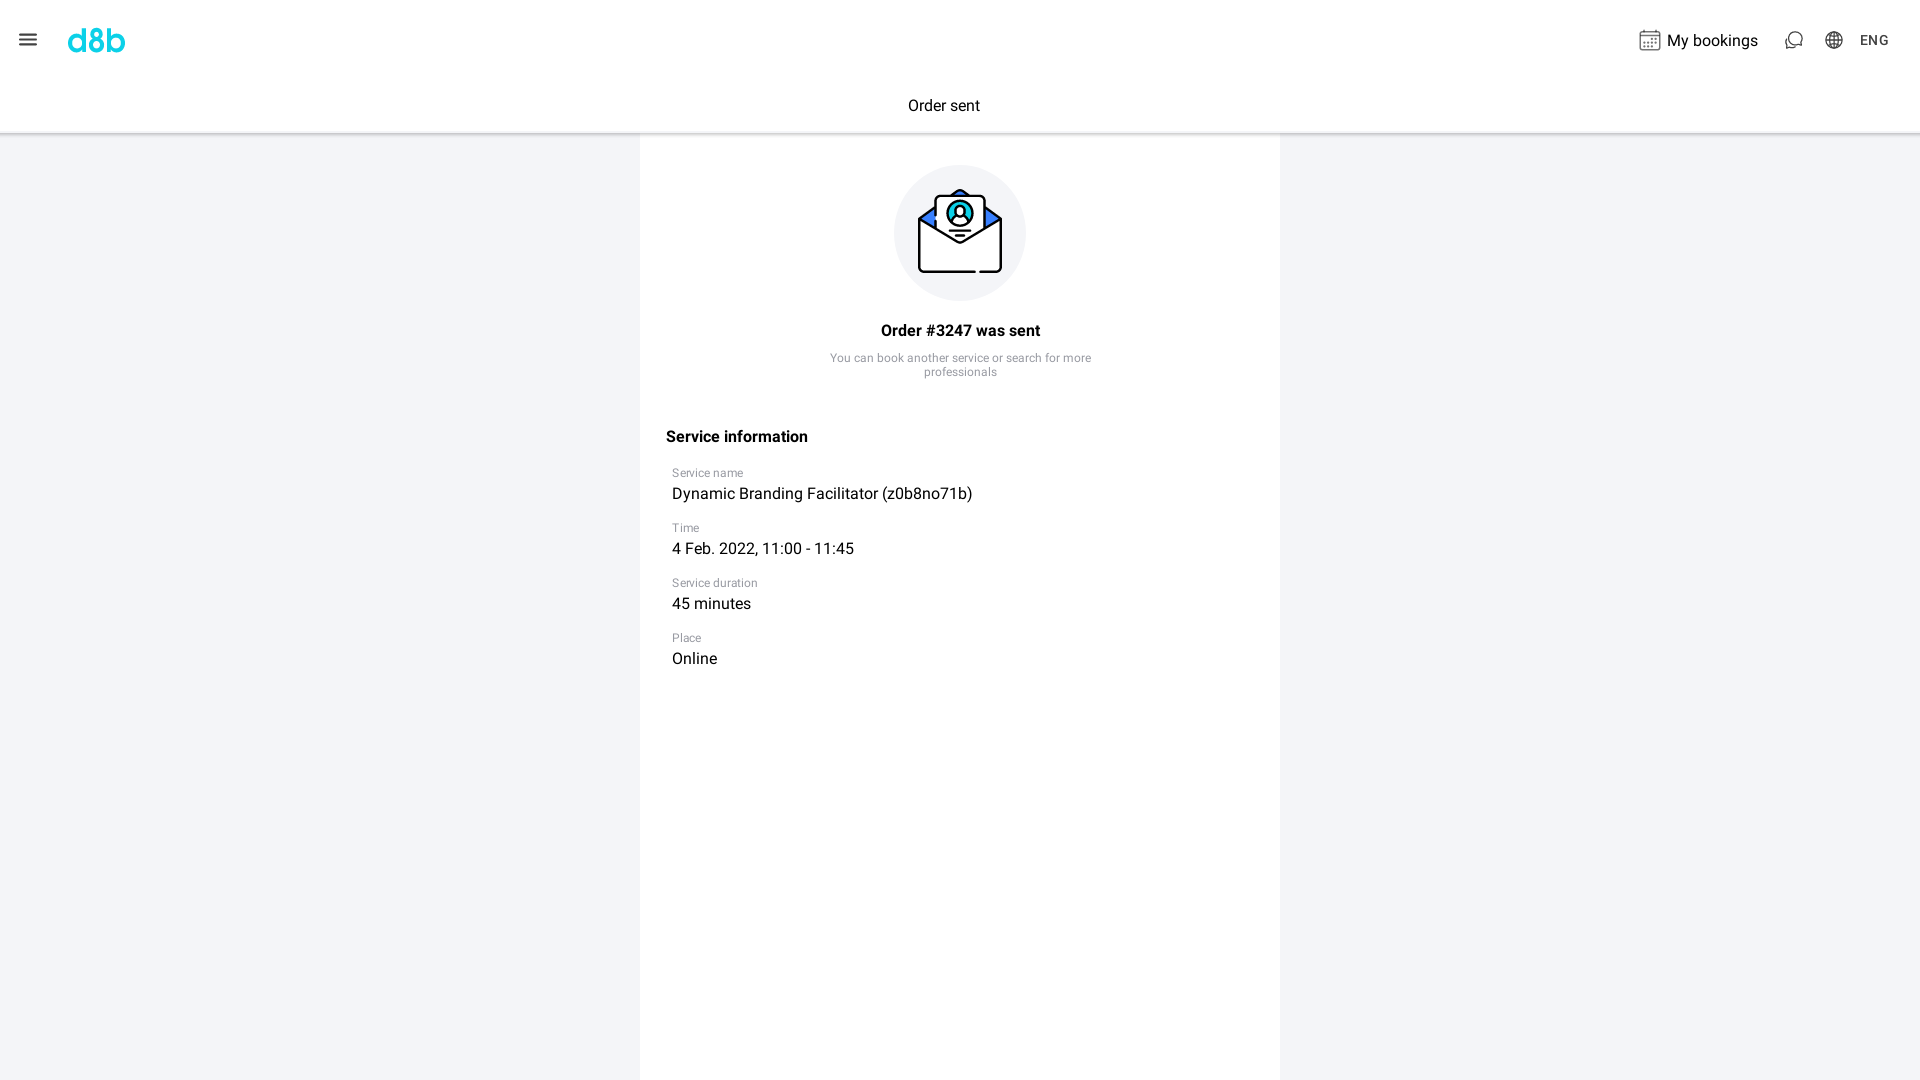 d8b
My bookings
ENG
Order sent
Order #3247 was sent
You can book another service or search for more
professionals
Service information
Service name
Dynamic Branding Facilitator (z0b8no71b)
Time
4 Feb. 2022, 11:00 - 11:45
Service duration
45 minutes
Place
Online